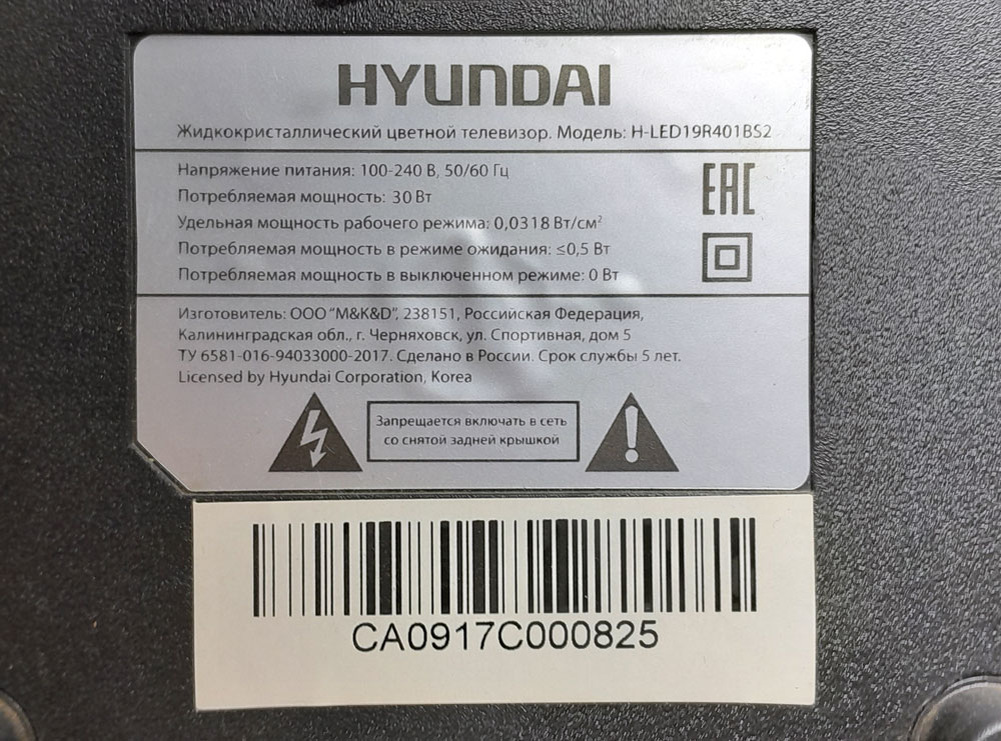 HYUNDAI
Жидкокристаллический цветной телевизор. Модель: H-LED19R401BS2
Напряжение питания: 100-240 В, 50/60 Гц
Потребляемая мощность: 30 Вт
Удельная мощность рабочего режима: 0,0318 Вт/см²
Потребляемая мощность в режиме ожидания: ≤0,5 Вт
Потребляемая мощность в выключенном режиме: 0 Вт
EAC
Изготовитель: ООО "M&K&D", 238151, Российская Федерация,
Калининградская обл., г. Черняховск, ул. Спортивная, дом 5
ТУ 6581-016-94033000-2017. Сделано в России. Срок службы 5 лет.
Licensed by Hyundai Corporation, Korea
Запрещается включать в сеть
со снятой задней крышкой
CA0917C000825